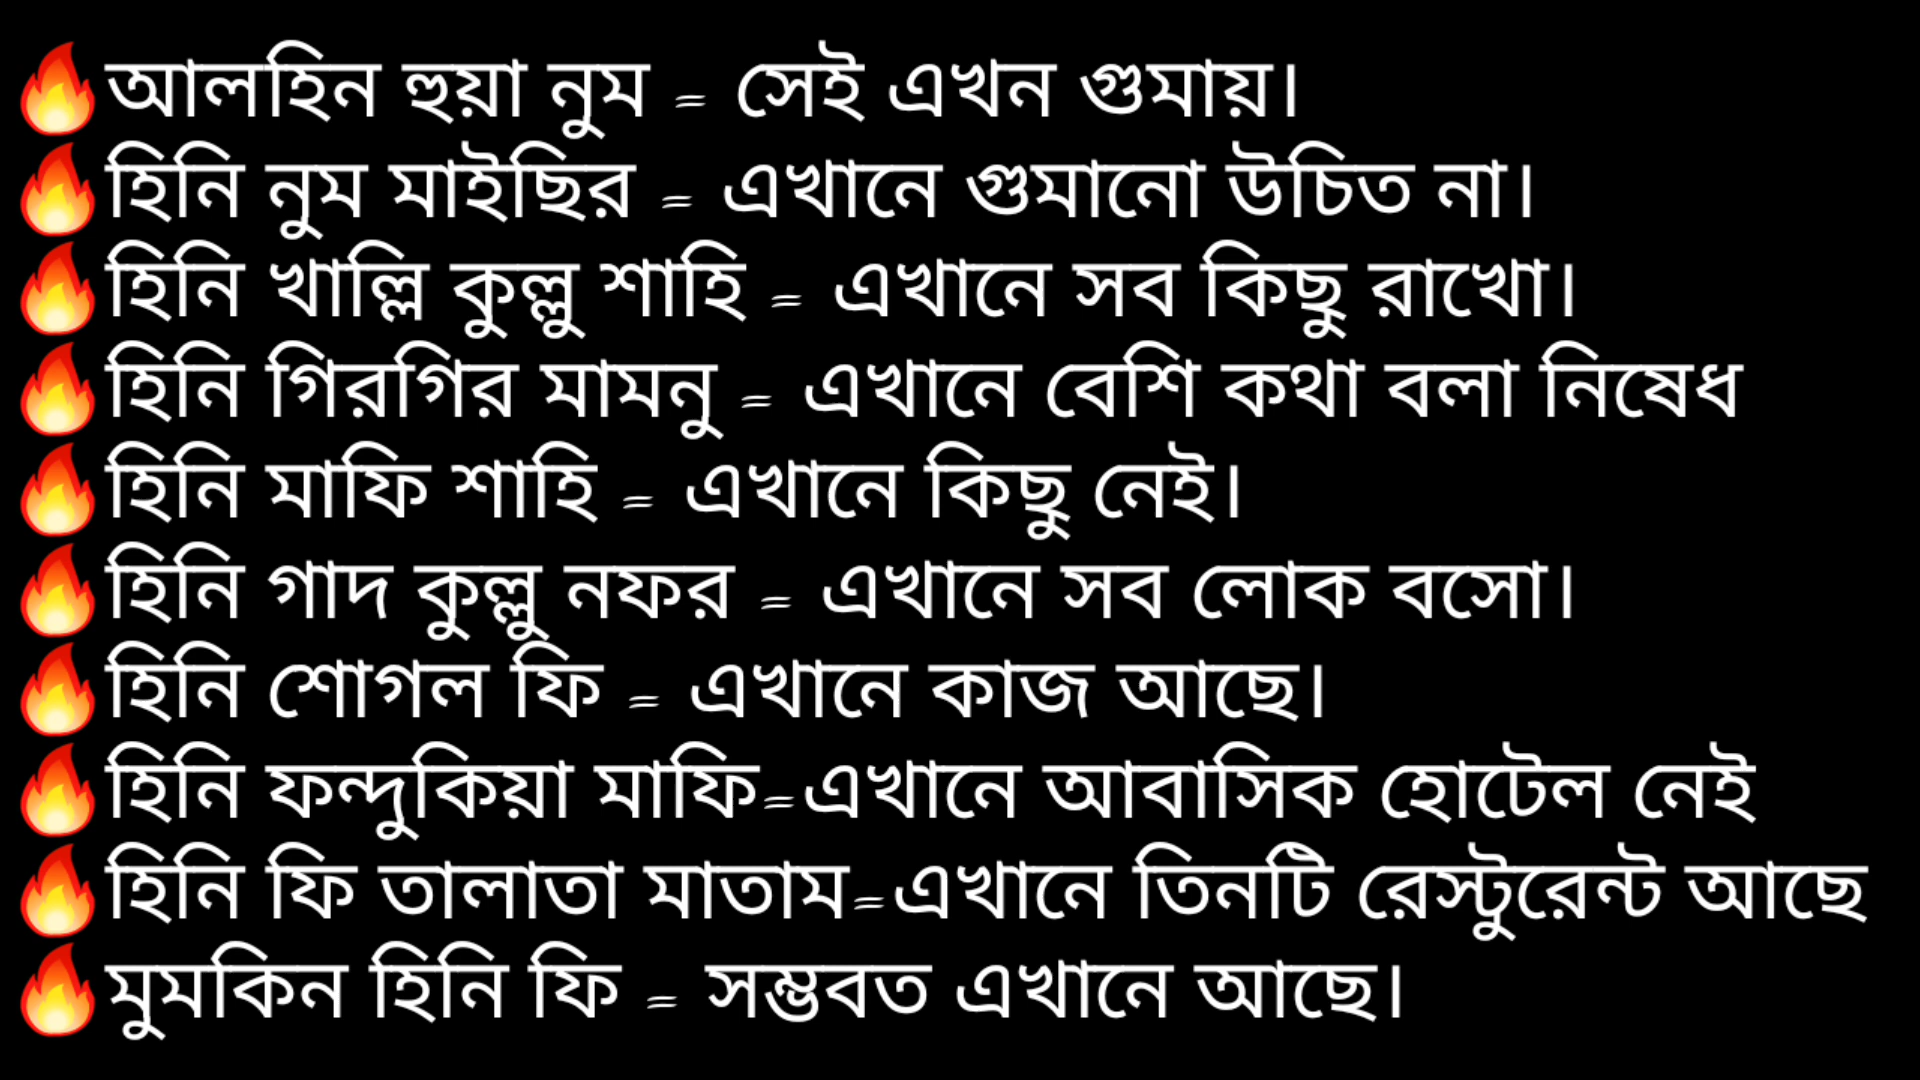 🔥আলহিন হুয়া নুম = সেই এখন গুমায়।
🔥হিনি নুম মাইছির = এখানে গুমানো উচিত না।
🔥হিনি খাল্লি কুল্লু শাহি = এখানে সব কিছু রাখো।
🔥হিনি গিরগির মামনু = এখানে বেশি কথা বলা নিষেধ
🔥হিনি মাফি শাহি = এখানে কিছু নেই।
🔥হিনি গাদ কুল্লু নফর = এখানে সব লোক বসো।
🔥হিনি শোগল ফি = এখানে কাজ আছে।
🔥হিনি ফন্দুকিয়া মাফি=এখানে আবাসিক হোটেল নেই
🔥হিনি ফি তালাতা মাতাম=এখানে তিনটি রেস্টুরেন্ট আছে
🔥মুমকিন হিনি ফি = সম্ভবত এখানে আছে।